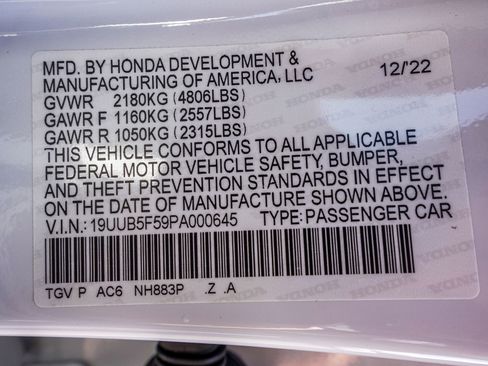 MFD. BY HONDA DEVELOPMENT &
MANUFACTURING OF AMERICA, LLC 12/22
GVWR 2180KG (4806LBS)
GAWR F 1160KG (2557LBS)
GAWR R 1050KG (2315LBS)
THIS VEHICLE CONFORMS TO ALL APPLICABLE
FEDERAL MOTOR VEHICLE SAFETY, BUMPER,
AND THEFT PREVENTION STANDARDS IN EFFECT
ON THE DATE OF MANUFACTURE SHOWN ABOVE.
V.I.N.: 19UUB5F59PA000645 TYPE: PASSENGER CAR
TGV P AC6 NH883P .Z .A